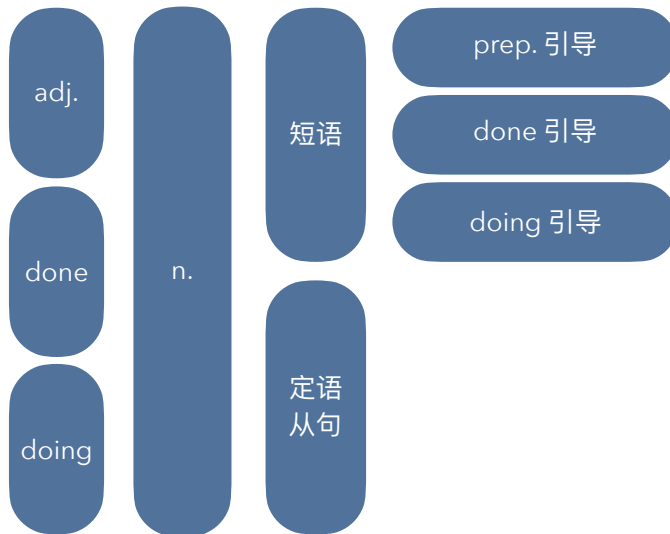 adj.
done
doing
n.
短语
定语
从句
prep. 引导
done 引导
doing 引导